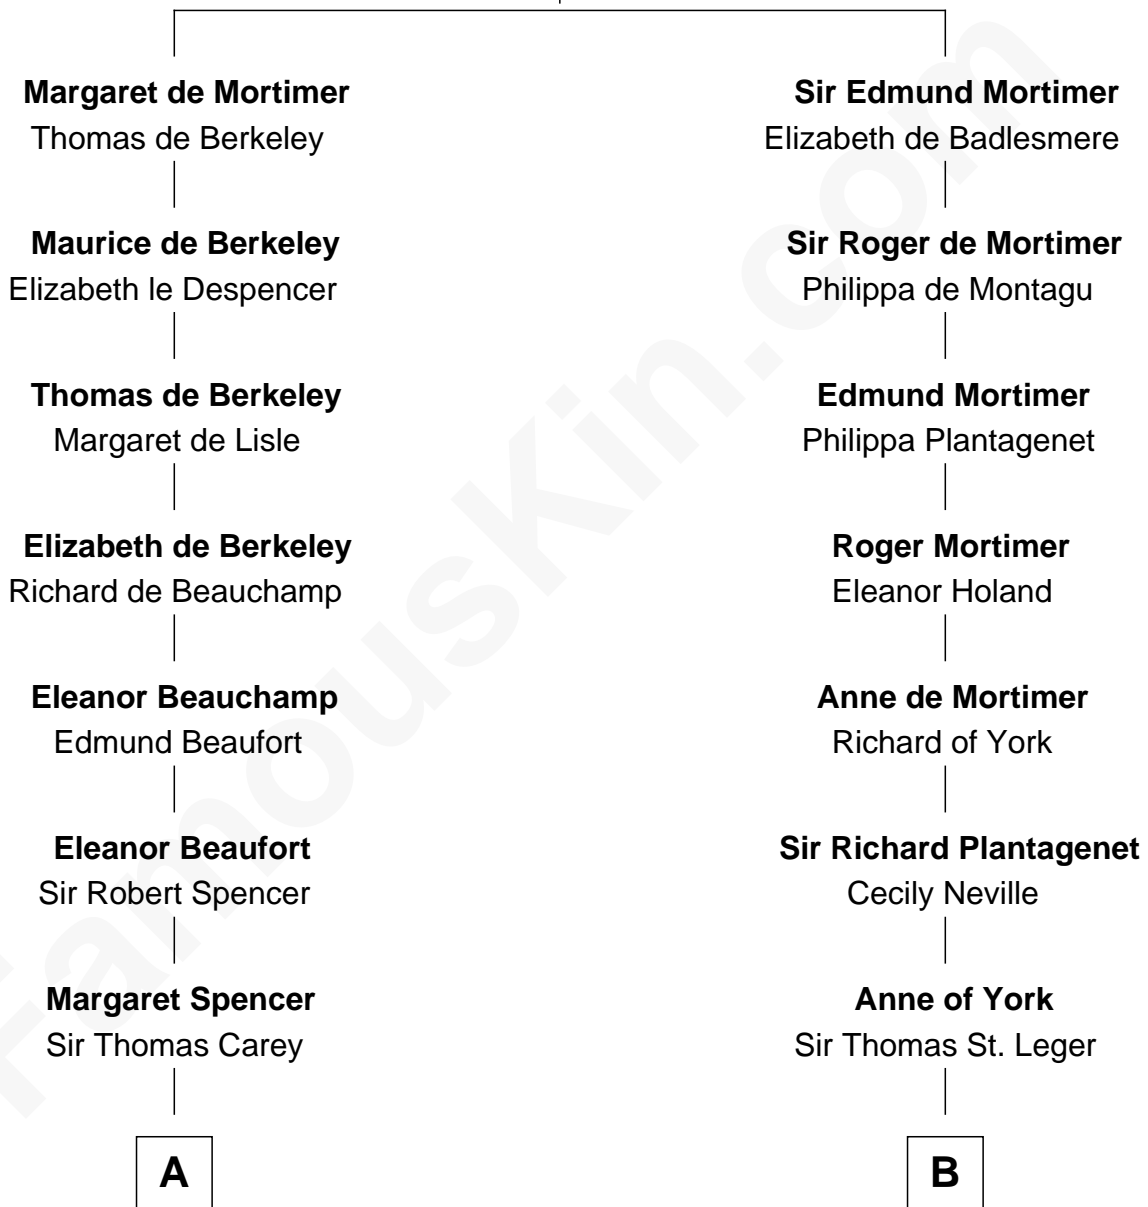 Margaret de Mortimer
Thomas de Berkeley
Maurice de Berkeley
Elizabeth le Despencer
Thomas de Berkeley
Margaret de Lisle
Elizabeth de Berkeley
Richard de Beauchamp
Eleanor Beauchamp
Edmund Beaufort
Eleanor Beaufort
Sir Robert Spencer
Margaret Spencer
Sir Thomas Carey
A
Sir Edmund Mortimer
Elizabeth de Badlesmere
Sir Roger de Mortimer
Philippa de Montagu
Edmund Mortimer
Philippa Plantagenet
Roger Mortimer
Eleanor Holand
Anne de Mortimer
Richard of York
Sir Richard Plantagenet
Cecily Neville
Anne of York
Sir Thomas St. Leger
B
FamousKin.com